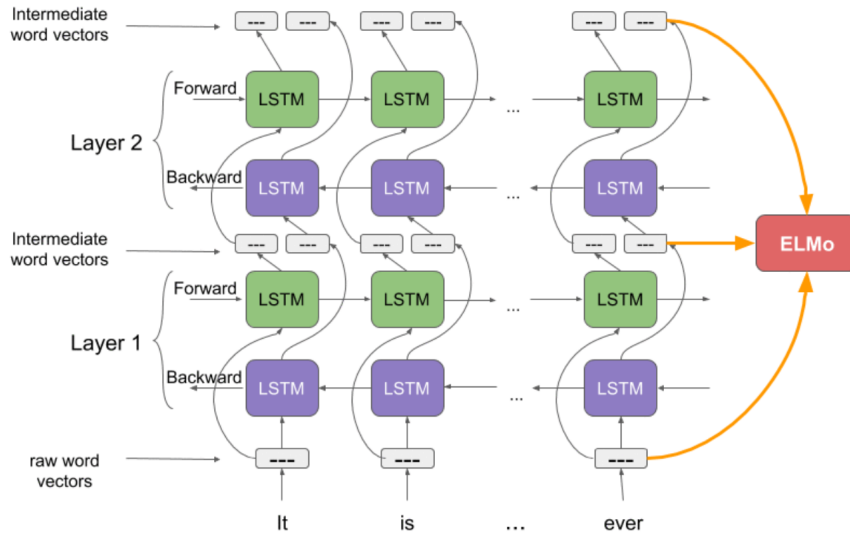 Intermediate
word vectors
--- --- --- --- --- ---
Forward
LSTM LSTM ... LSTM
Layer 2
Backward
LSTM LSTM ... LSTM
Intermediate
word vectors
--- --- --- --- --- ---
ELMo
Forward
LSTM LSTM ... LSTM
Layer 1
Backward
LSTM LSTM ... LSTM
raw word
vectors
--- --- ---
It is ... ever